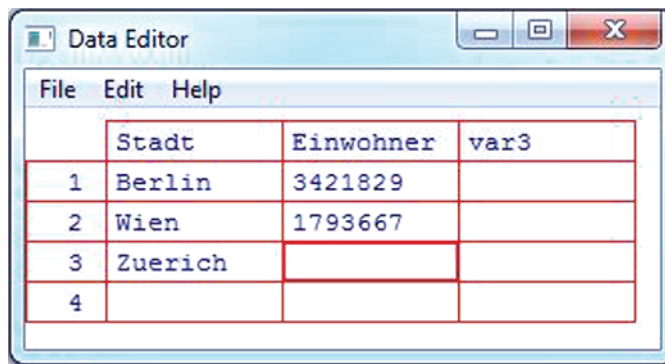 Data Editor
File Edit Help
Stadt Einwohner var3
1 Berlin 3421829
2 Wien 1793667
3 Zuerich
4